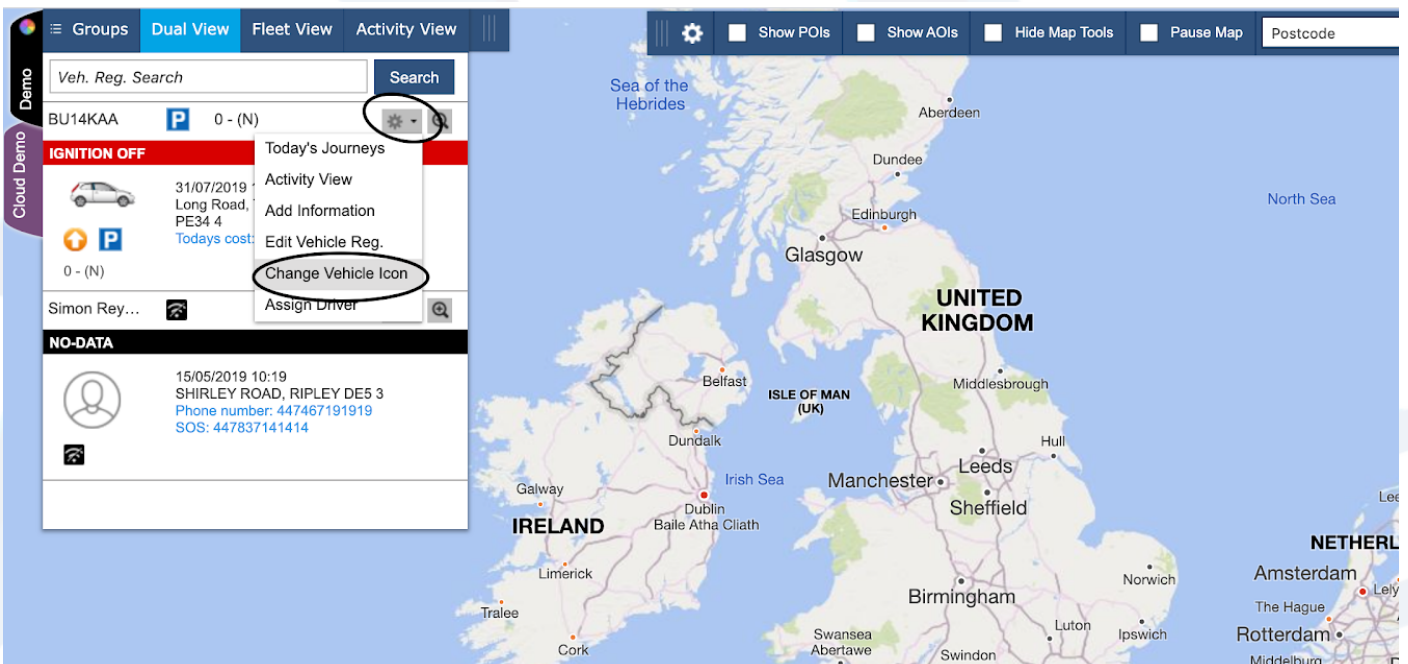 Groups
Dual View
Fleet View
Activity View
Show POIs
Show AOIs
Hide Map Tools
Pause Map
Postcode
Demo
Cloud Demo
Veh. Reg. Search
Search
BU14KAA
P
0 - (N)
IGNITION OFF
Today's Journeys
Activity View
Add Information
Edit Vehicle Reg.
Change Vehicle Icon
Assign Driver
31/07/2019
Long Road,
PE34 4
Todays cost:
P
0 - (N)
Simon Rey...
NO-DATA
15/05/2019 10:19
SHIRLEY ROAD, RIPLEY DE5 3
Phone number: 447467191919
SOS: 447837141414
Sea of the
Hebrides
Aberdeen
Dundee
North Sea
Edinburgh
Glasgow
UNITED
KINGDOM
Belfast
ISLE OF MAN
(UK)
Middlesbrough
Dundalk
Hull
Leeds
Irish Sea
Manchester
Galway
Sheffield
Dublin
Baile Atha Cliath
IRELAND
NETHERL
Limerick
Norwich
Amsterdam
Lely
Birmingham
The Hague
Tralee
Luton
Ipswich
Rotterdam
Swansea
Abertawe
Cork
Swindon
Middelburg
Lee